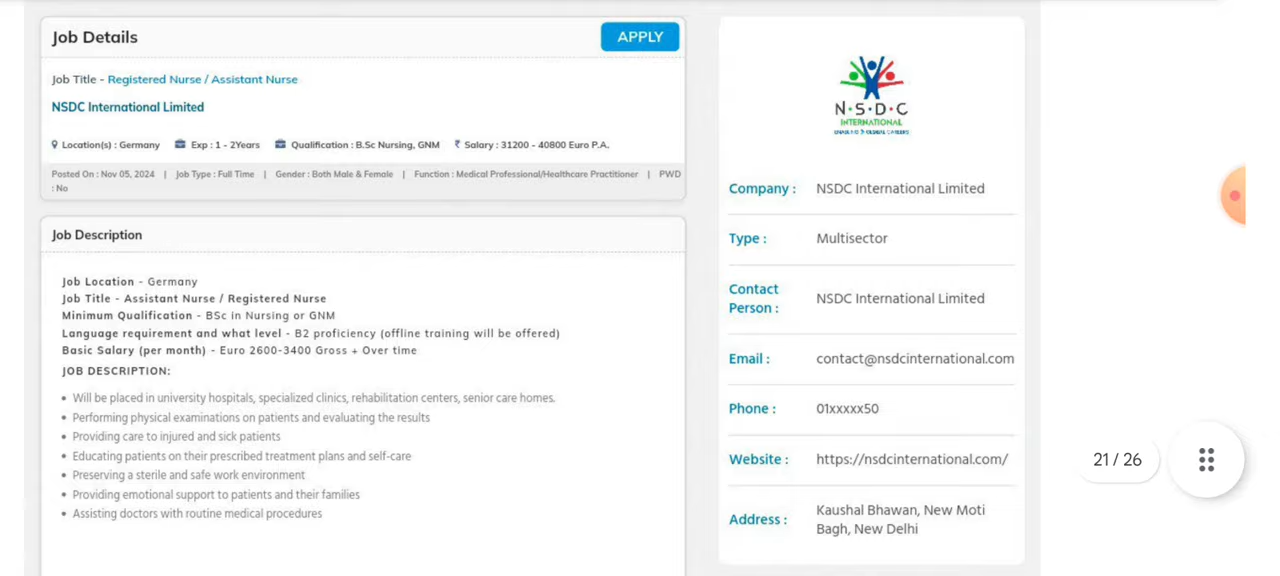 Job Details
APPLY
Job Title - Registered Nurse / Assistant Nurse
NSDC International Limited
Location(s) : Germany Exp : 1 - 2Years Qualification : B.Sc Nursing, GNM ₹ Salary : 31200 - 40800 Euro P.A.
Posted On : Nov 05, 2024 | Job Type : Full Time | Gender : Both Male & Female | Function : Medical Professional/Healthcare Practitioner | PWD
: No
Job Description
Job Location - Germany
Job Title - Assistant Nurse / Registered Nurse
Minimum Qualification - BSc in Nursing or GNM
Language requirement and what level - B2 proficiency (offline training will be offered)
Basic Salary (per month) - Euro 2600-3400 Gross + Over time
JOB DESCRIPTION:
• Will be placed in university hospitals, specialized clinics, rehabilitation centers, senior care homes.
• Performing physical examinations on patients and evaluating the results
• Providing care to injured and sick patients
• Educating patients on their prescribed treatment plans and self-care
• Preserving a sterile and safe work environment
• Providing emotional support to patients and their families
• Assisting doctors with routine medical procedures
N·S·D·C
INTERNATIONAL
Company : NSDC International Limited
Type : Multisector
Contact
Person : NSDC International Limited
Email : contact@nsdcinternational.com
Phone : 01xxxxx50
Website : https://nsdcinternational.com/
Address : Kaushal Bhawan, New Moti
Bagh, New Delhi
21 / 26